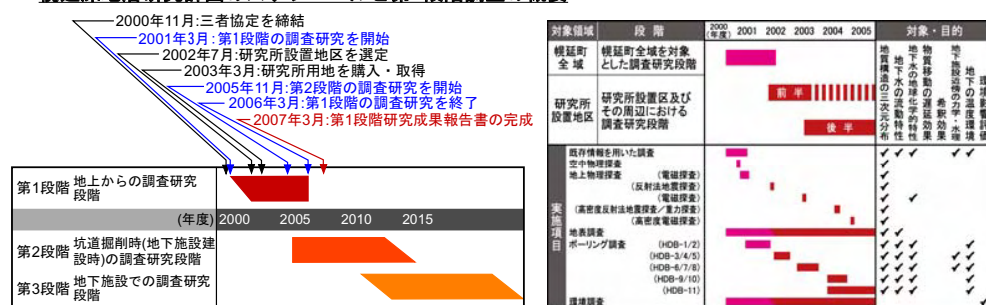 2000年11月:三者協定を締結
2001年3月:第1段階の調査研究を開始
2002年7月:研究所設置地区を選定
2003年3月:研究所用地を購入・取得
2005年11月:第2段階の調査研究を開始
2006年3月:第1段階の調査研究を終了
2007年3月:第1段階研究成果報告書の完成
第1段階 地上からの調査研究
段階
(年度) 2000 2005 2010 2015
第2段階 坑道掘削時(地下施設建
設時)の調査研究段階
第3段階 地下施設での調査研究
段階
対象領域 段 階 2000 (年度) 2001 2002 2003 2004 2005 対象・目的
幌延町
全 域
幌延町全域を対象
とした調査研究段階
研究所
設置地区
研究所設置区及び
その周辺における
調査研究段階
前 半
後 半
地質構造の三次元分布
地下水の流動特性
地下水の地球化学的特性
物質移動の遅延効果
希釈効果
地下施設近傍の力学・水理
地下の温度環境
環境影響評価
実施項目
既存情報を用いた調査
空中物理探査
地上物理探査 (電磁探査)
(反射法地震探査)
(電磁探査)
(高密度反射法地震探査/重力探査)
(高密度電磁探査)
地表調査
ボーリング調査 (HDB-1/2)
(HDB-3/4/5)
(HDB-6/7/8)
(HDB-9/10)
(HDB-11)
環境調査